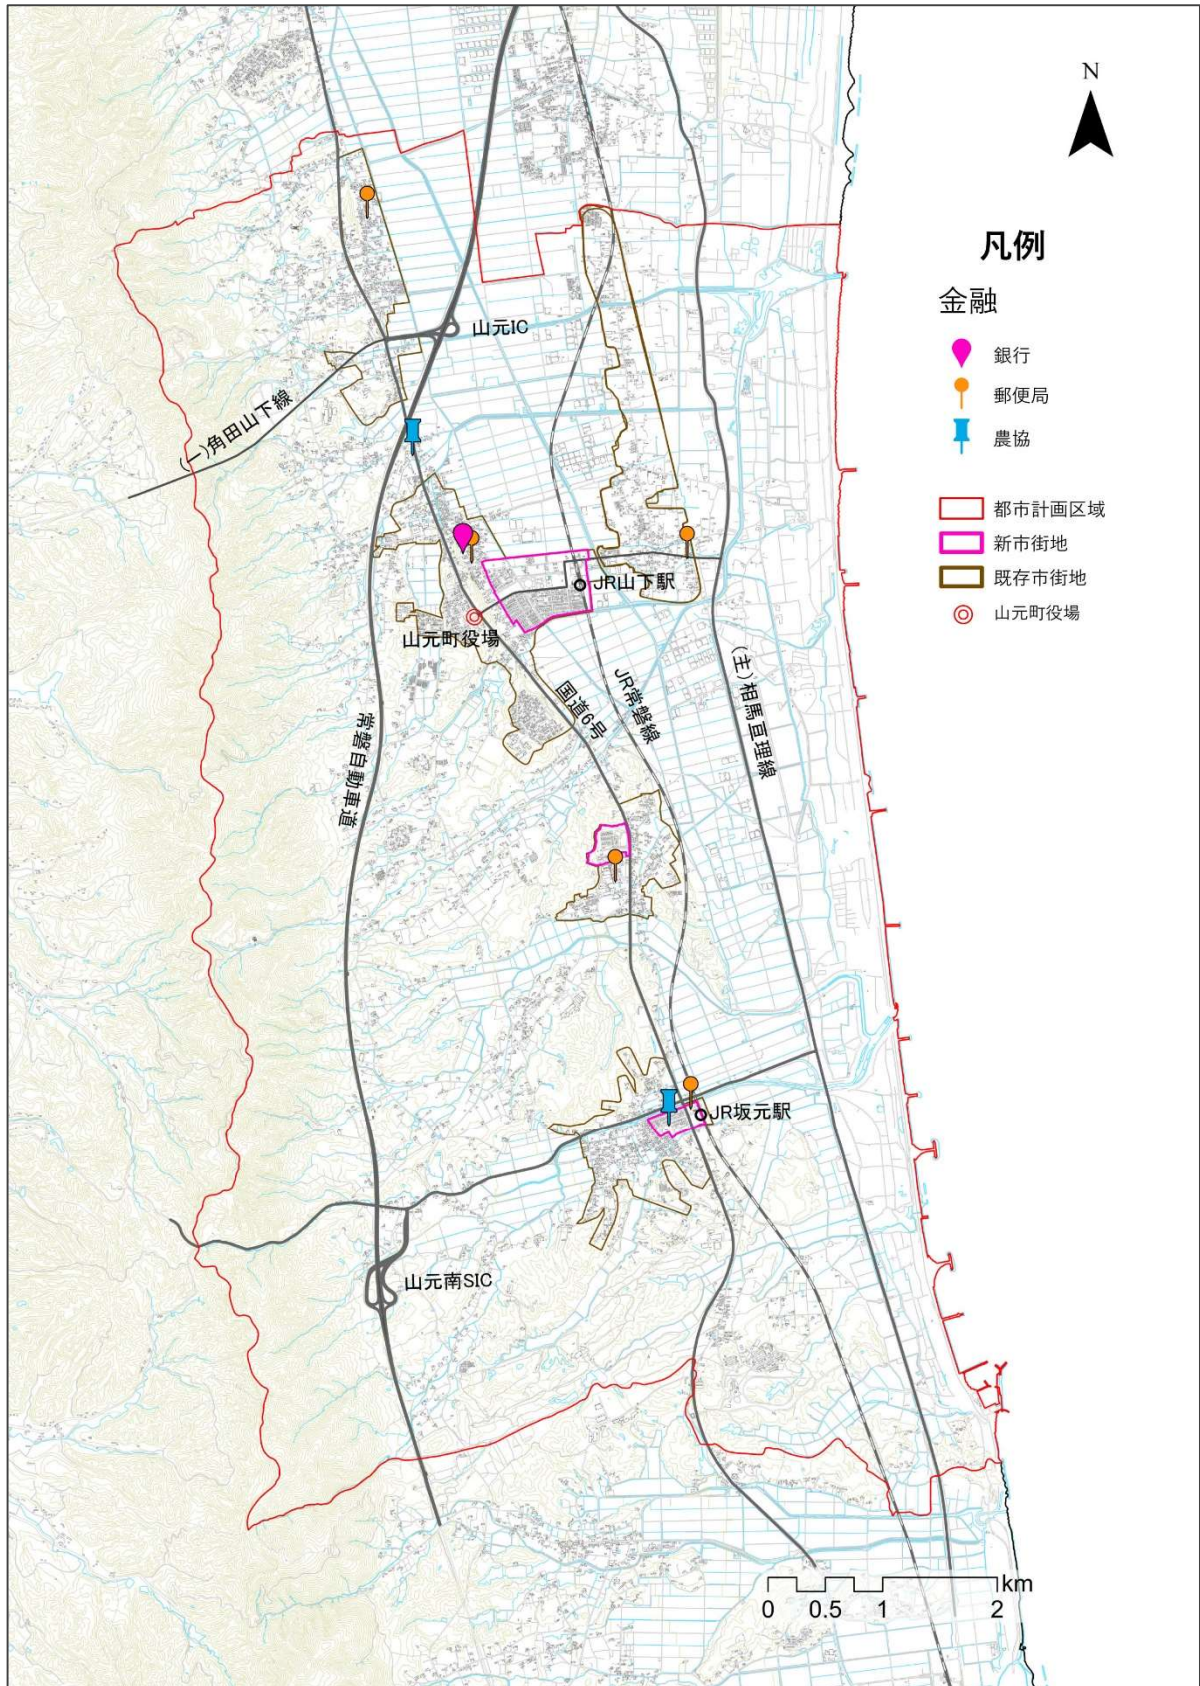 N
凡例
金融
銀行
郵便局
農協
都市計画区域
新市街地
既存市街地
山元町役場
山元IC
(一)角田山下線
JR山下駅
山元町役場
国道6号
JR常磐線
(主)相馬亘理線
常磐自動車道
JR坂元駅
山元南SIC
km
0 0.5 1 2